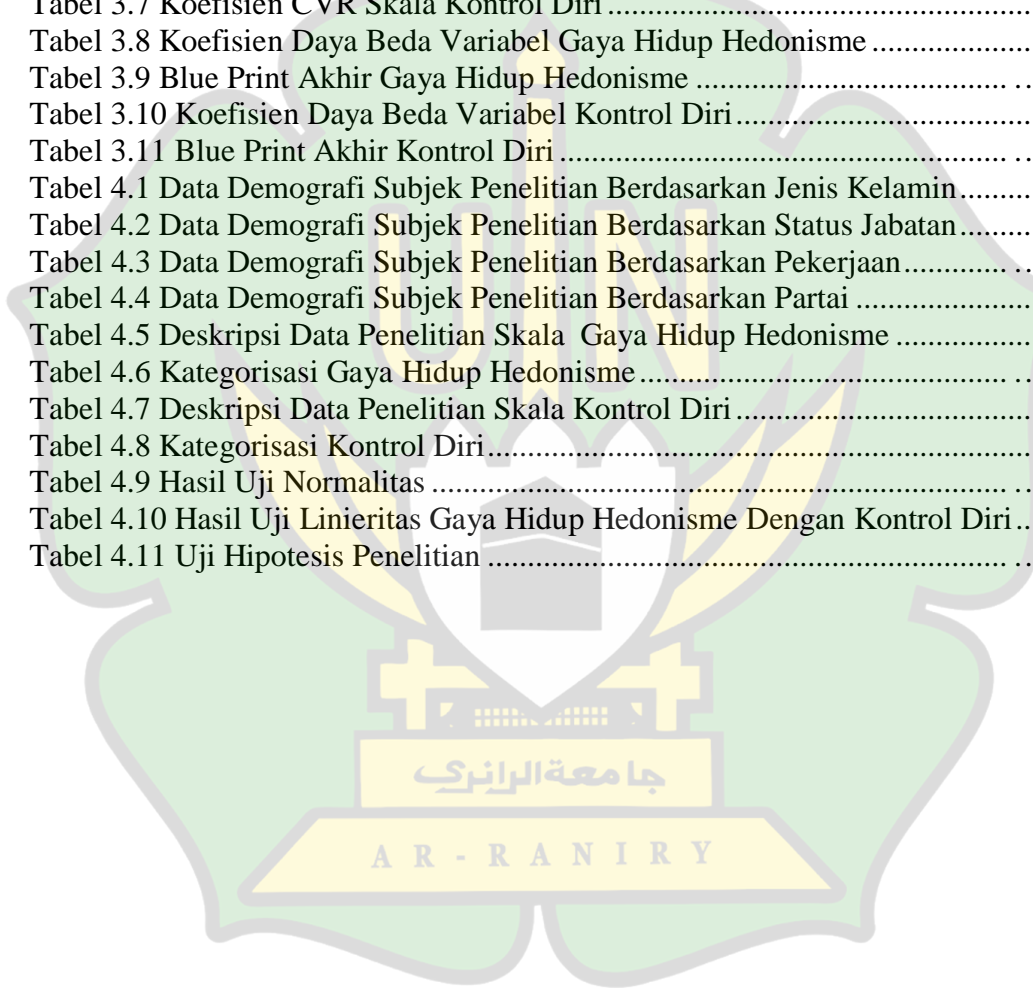 Tabel 3.7 Koefisien CVR Skala Kontrol Diri ....................................................................
Tabel 3.8 Koefisien Daya Beda Variabel Gaya Hidup Hedonisme ..........................
Tabel 3.9 Blue Print Akhir Gaya Hidup Hedonisme .................................................... ..
Tabel 3.10 Koefisien Daya Beda Variabel Kontrol Diri ................................................
Tabel 3.11 Blue Print Akhir Kontrol Diri .......................................................................... ..
Tabel 4.1 Data Demografi Subjek Penelitian Berdasarkan Jenis Kelamin ............
Tabel 4.2 Data Demografi Subjek Penelitian Berdasarkan Status Jabatan ............
Tabel 4.3 Data Demografi Subjek Penelitian Berdasarkan Pekerjaan ................. ..
Tabel 4.4 Data Demografi Subjek Penelitian Berdasarkan Partai ............................
Tabel 4.5 Deskripsi Data Penelitian Skala Gaya Hidup Hedonisme ......................
Tabel 4.6 Kategorisasi Gaya Hidup Hedonisme ............................................................. ..
Tabel 4.7 Deskripsi Data Penelitian Skala Kontrol Diri ................................................
Tabel 4.8 Kategorisasi Kontrol Diri ......................................................................................
Tabel 4.9 Hasil Uji Normalitas ............................................................................................... ..
Tabel 4.10 Hasil Uji Linieritas Gaya Hidup Hedonisme Dengan Kontrol Diri ..
Tabel 4.11 Uji Hipotesis Penelitian ...................................................................................... ..
UIN
جامعةالرانري
AR-RANIRY